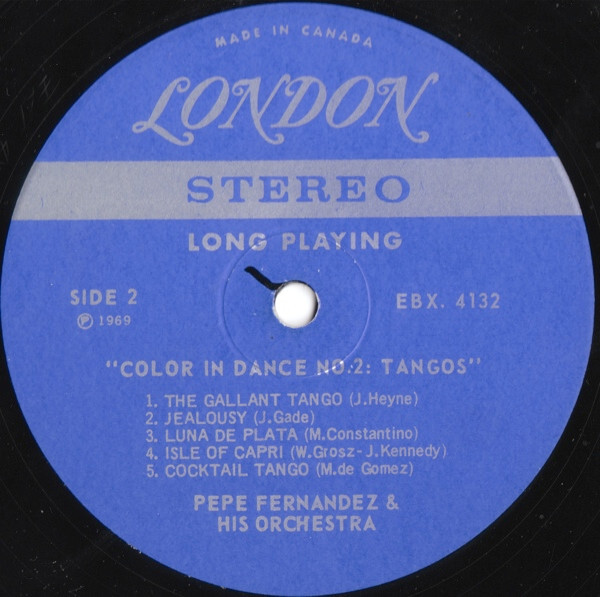 MADE IN CANADA
LONDON
STEREO
LONG PLAYING
SIDE 2
EBX. 4132
℗ 1969
"COLOR IN DANCE NO.2: TANGOS"
1. THE GALLANT TANGO (J.Heyne)
2. JEALOUSY (J.Gade)
3. LUNA DE PLATA (M.Constantino)
4. ISLE OF CAPRI (W.Grosz-J.Kennedy)
5. COCKTAIL TANGO (M.de Gomez)
PEPE FERNANDEZ &
HIS ORCHESTRA